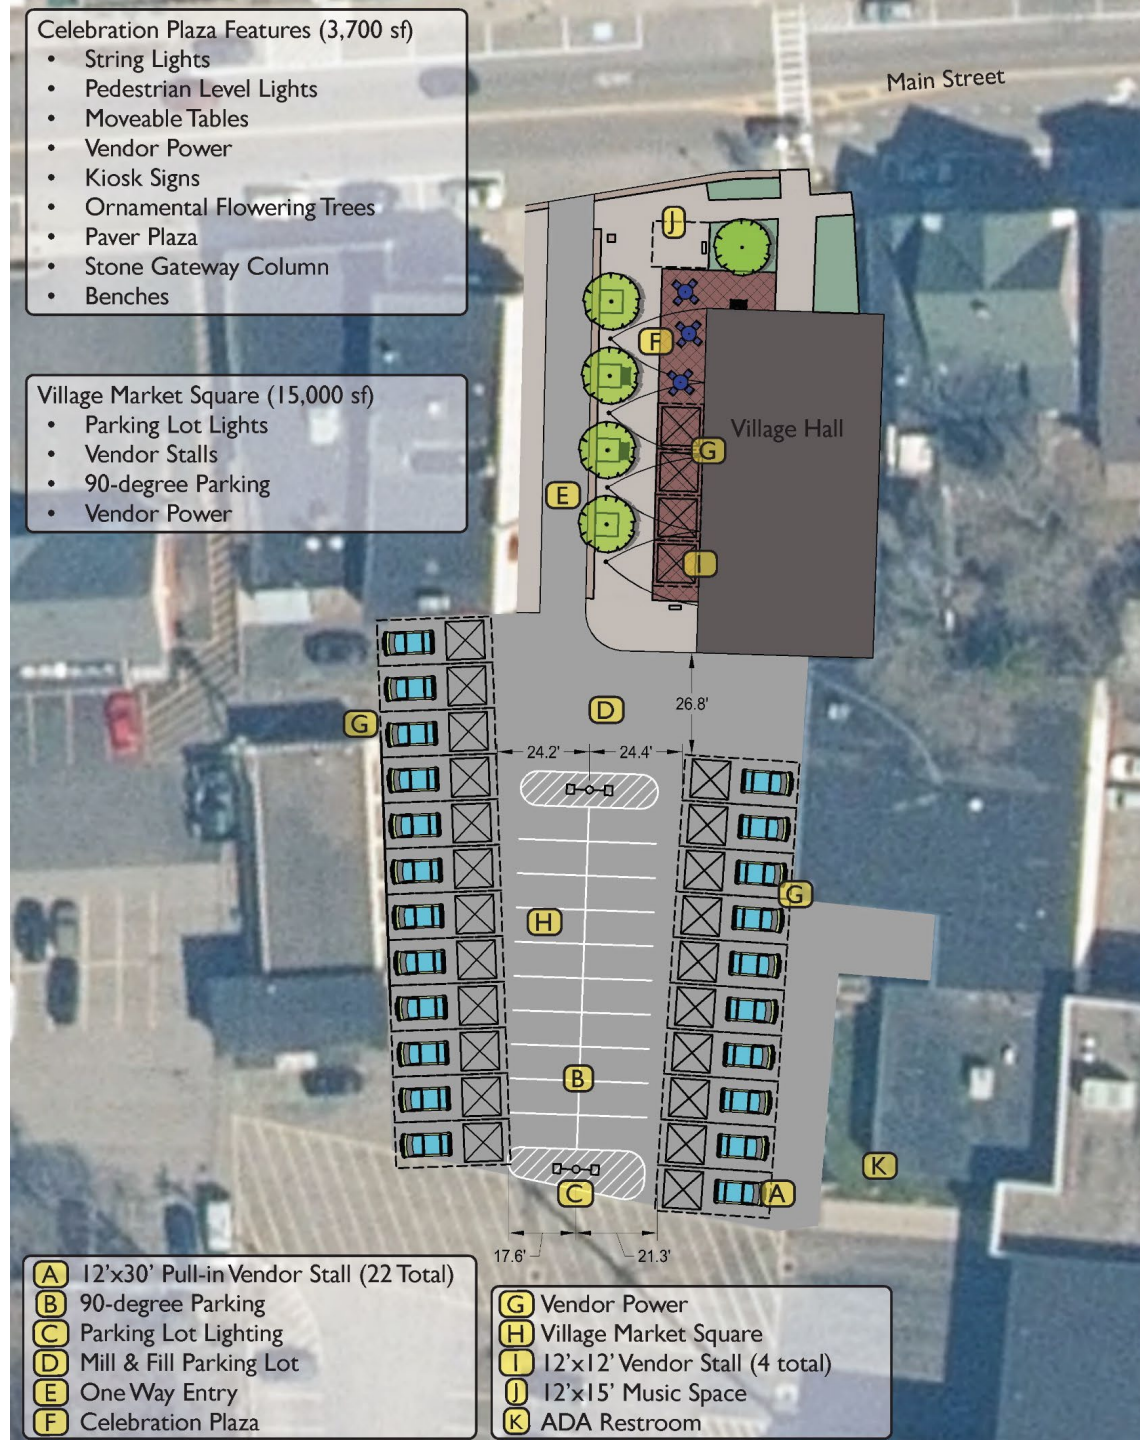 Celebration Plaza Features (3,700 sf)
• String Lights
• Pedestrian Level Lights
• Moveable Tables
• Vendor Power
• Kiosk Signs
• Ornamental Flowering Trees
• Paver Plaza
• Stone Gateway Column
• Benches
Main Street
J
F
Village Market Square (15,000 sf)
• Parking Lot Lights
• Vendor Stalls
• 90-degree Parking
• Vendor Power
Village Hall
G
E
I
G
D
26.8'
24.2'
24.4'
G
H
B
K
C
A
17.6'
21.3'
A 12'x30' Pull-in Vendor Stall (22 Total)
B 90-degree Parking
C Parking Lot Lighting
D Mill & Fill Parking Lot
E One Way Entry
F Celebration Plaza
G Vendor Power
H Village Market Square
I 12'x12' Vendor Stall (4 total)
J 12'x15' Music Space
K ADA Restroom